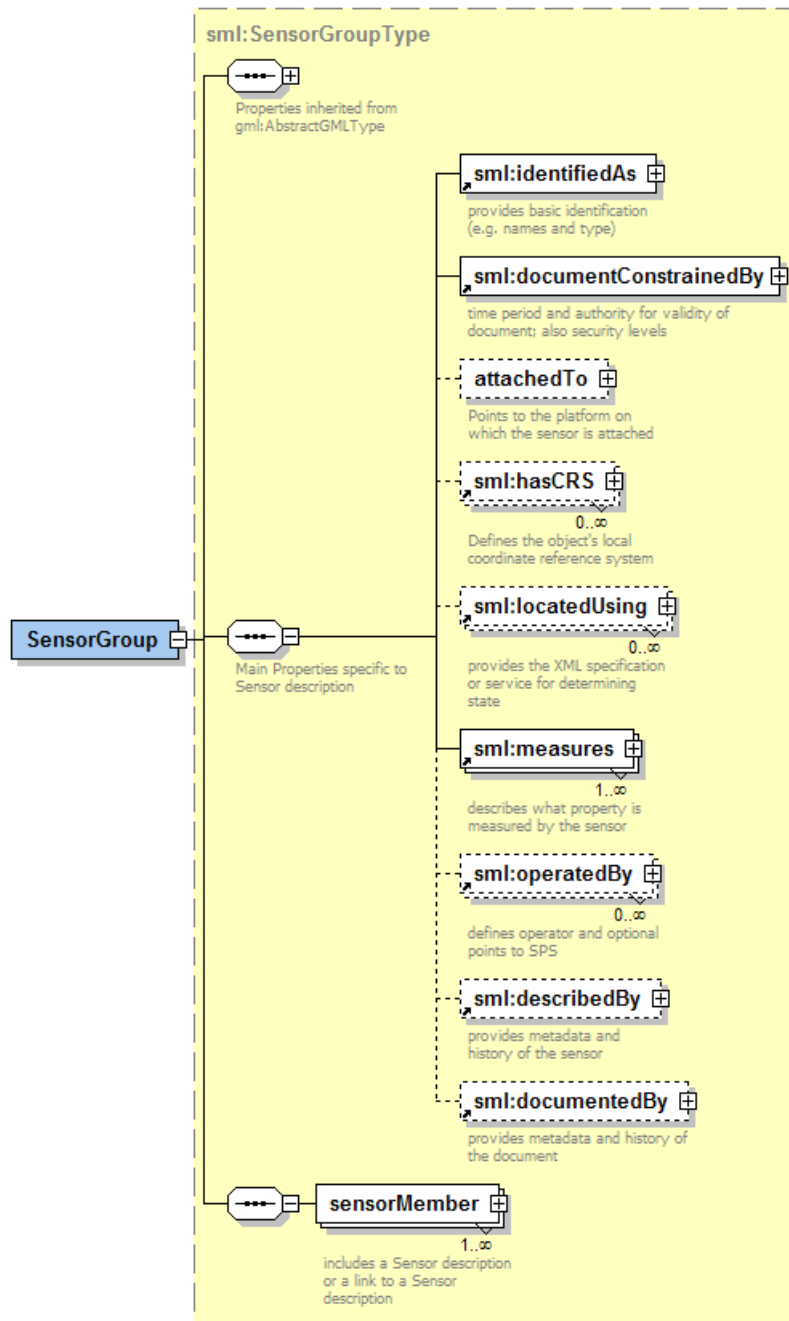 sml:SensorGroupType
Properties inherited from
gml:AbstractGMLType
sml:identifiedAs
provides basic identification
(e.g. names and type)
sml:documentConstrainedBy
time period and authority for validity of
document; also security levels
attachedTo
Points to the platform on
which the sensor is attached
sml:hasCRS
0..∞
Defines the object's local
coordinate reference system
sml:locatedUsing
0..∞
provides the XML specification
or service for determining
state
SensorGroup
Main Properties specific to
Sensor description
sml:measures
1..∞
describes what property is
measured by the sensor
sml:operatedBy
0..∞
defines operator and optional
points to SPS
sml:describedBy
provides metadata and
history of the sensor
sml:documentedBy
provides metadata and history of
the document
sensorMember
1..∞
includes a Sensor description
or a link to a Sensor
description